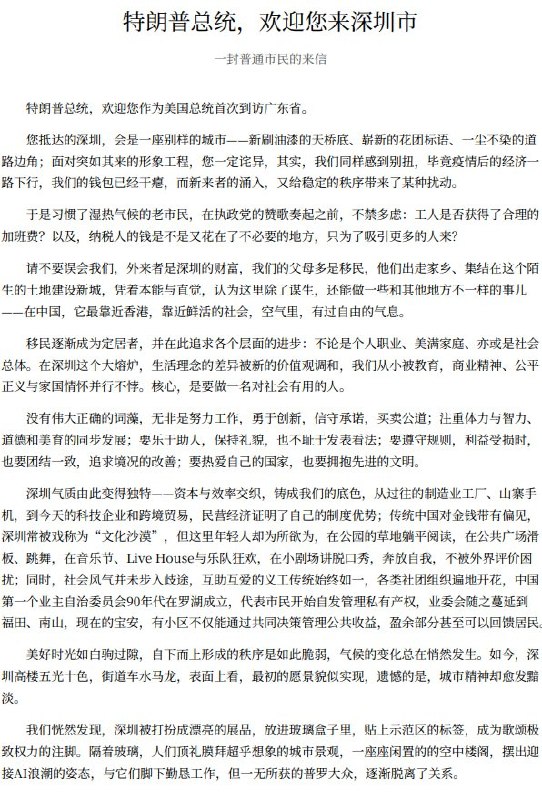 特朗普总统，欢迎您来深圳市
一封普通市民的来信
特朗普总统，欢迎您作为美国总统首次到访广东省。
您抵达的深圳，会是一座别样的城市——新刷油漆的天桥底、崭新的花团标语、一尘不染的道
路边角；面对突如其来的形象工程，您一定诧异，其实，我们同样感到别扭，毕竟疫情后的经济一
路下行，我们的钱包已经干瘪，而新来者的涌入，又给稳定的秩序带来了某种扰动。
于是习惯了湿热气候的老市民，在执政党的赞歌奏起之前，不禁多虑：工人是否获得了合理的
加班费？以及，纳税人的钱是不是又花在了不必要的地方，只为了吸引更多的人来？
请不要误会我们，外来者是深圳的财富，我们的父母多是移民，他们出走家乡、集结在这个陌
生的土地建设新城，凭着本能与直觉，认为这里除了谋生，还能做一些和其他地方不一样的事儿
——在中国，它最靠近香港，靠近鲜活的社会，空气里，有过自由的气息。
移民逐渐成为定居者，并在此追求各个层面的进步：不论是个人职业、美满家庭、亦或是社会
总体。在深圳这个大熔炉，生活理念的差异被新的价值观调和，我们从小被教育，商业精神、公平
正义与家国情怀并行不悖。核心，是要做一名对社会有用的人。
没有伟大正确的词藻，无非是努力工作，勇于创新，信守承诺，买卖公道；注重体力与智力、
道德和美育的同步发展；要乐于助人，保持礼貌，也不耻于发表看法；要遵守规则，利益受损时，
也要团结一致，追求境况的改善；要热爱自己的国家，也要拥抱先进的文明。
深圳气质由此变得独特——资本与效率交织，铸成我们的底色，从过往的制造业工厂、山寨手
机，到今天的科技企业和跨境贸易，民营经济证明了自己的制度优势；传统中国对金钱带有偏见，
深圳常被戏称为“文化沙漠”，但这里年轻人却为所欲为，在公园的草地躺平阅读，在公共广场滑
板、跳舞，在音乐节、Live House与乐队狂欢，在小剧场讲脱口秀，奔放自我，不被外界评价困
扰；同时，社会风气并未步入歧途，互助互爱的义工传统始终如一，各类社团组织遍地开花，中国
第一个业主自治委员会90年代在罗湖成立，代表市民开始自发管理私有产权，业委会随之蔓延到
福田、南山，现在的宝安，有小区不仅能通过共同决策管理公共收益，盈余部分甚至可以回馈居民。
美好时光如白驹过隙，自下而上形成的秩序是如此脆弱，气候的变化总在悄然发生。如今，深
圳高楼五光十色，街道车水马龙，表面上看，最初的愿景貌似实现，遗憾的是，城市精神却愈发黯
淡。
我们恍然发现，深圳被打扮成漂亮的展品，放进玻璃盒子里，贴上示范区的标签，成为歌颂极
致权力的注脚。隔着玻璃，人们顶礼膜拜超乎想象的城市景观，一座座闲置的的空中楼阁，摆出迎
接AI浪潮的姿态，与它们脚下勤恳工作，但一无所获的普罗大众，逐渐脱离了关系。